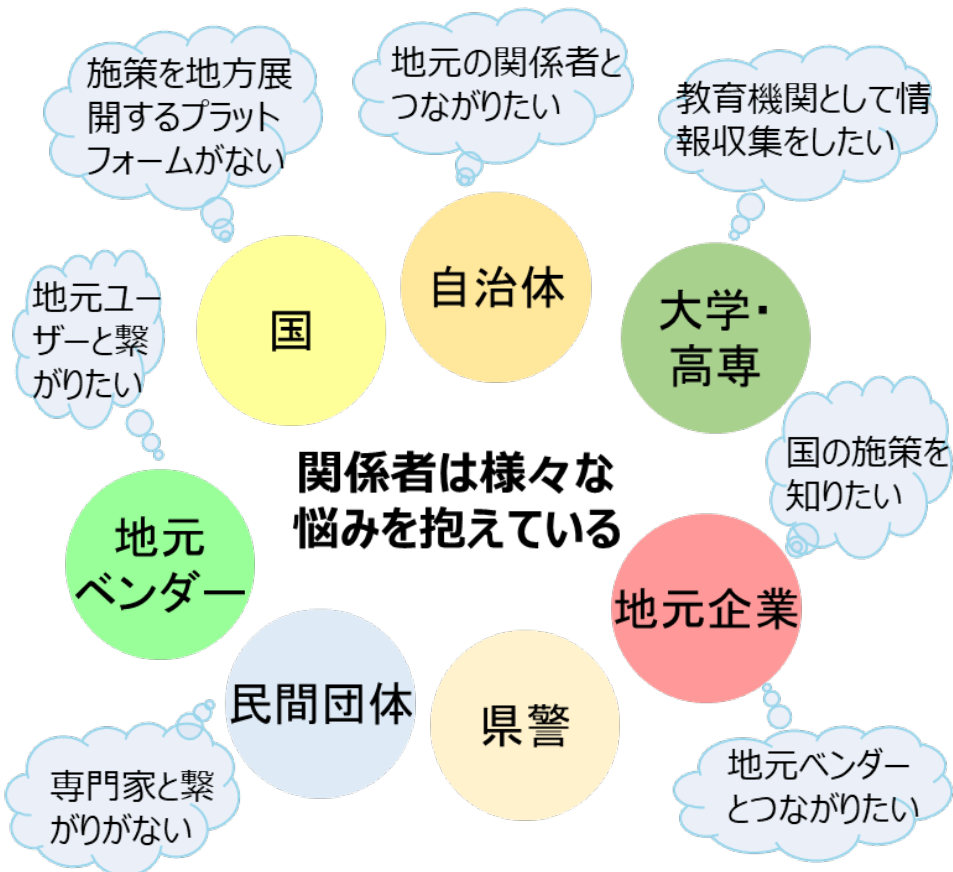 施策を地方展
開するプラット
フォームがない
地元の関係者と
つながりたい
教育機関として情
報収集をしたい
国
自治体
大学・
高専
地元ユー
ザーと繋
がりたい
関係者は様々な
悩みを抱えている
国の施策を
知りたい
地元
ベンダー
地元企業
民間団体
県警
専門家と繋
がりがない
地元ベンダー
とつながりたい